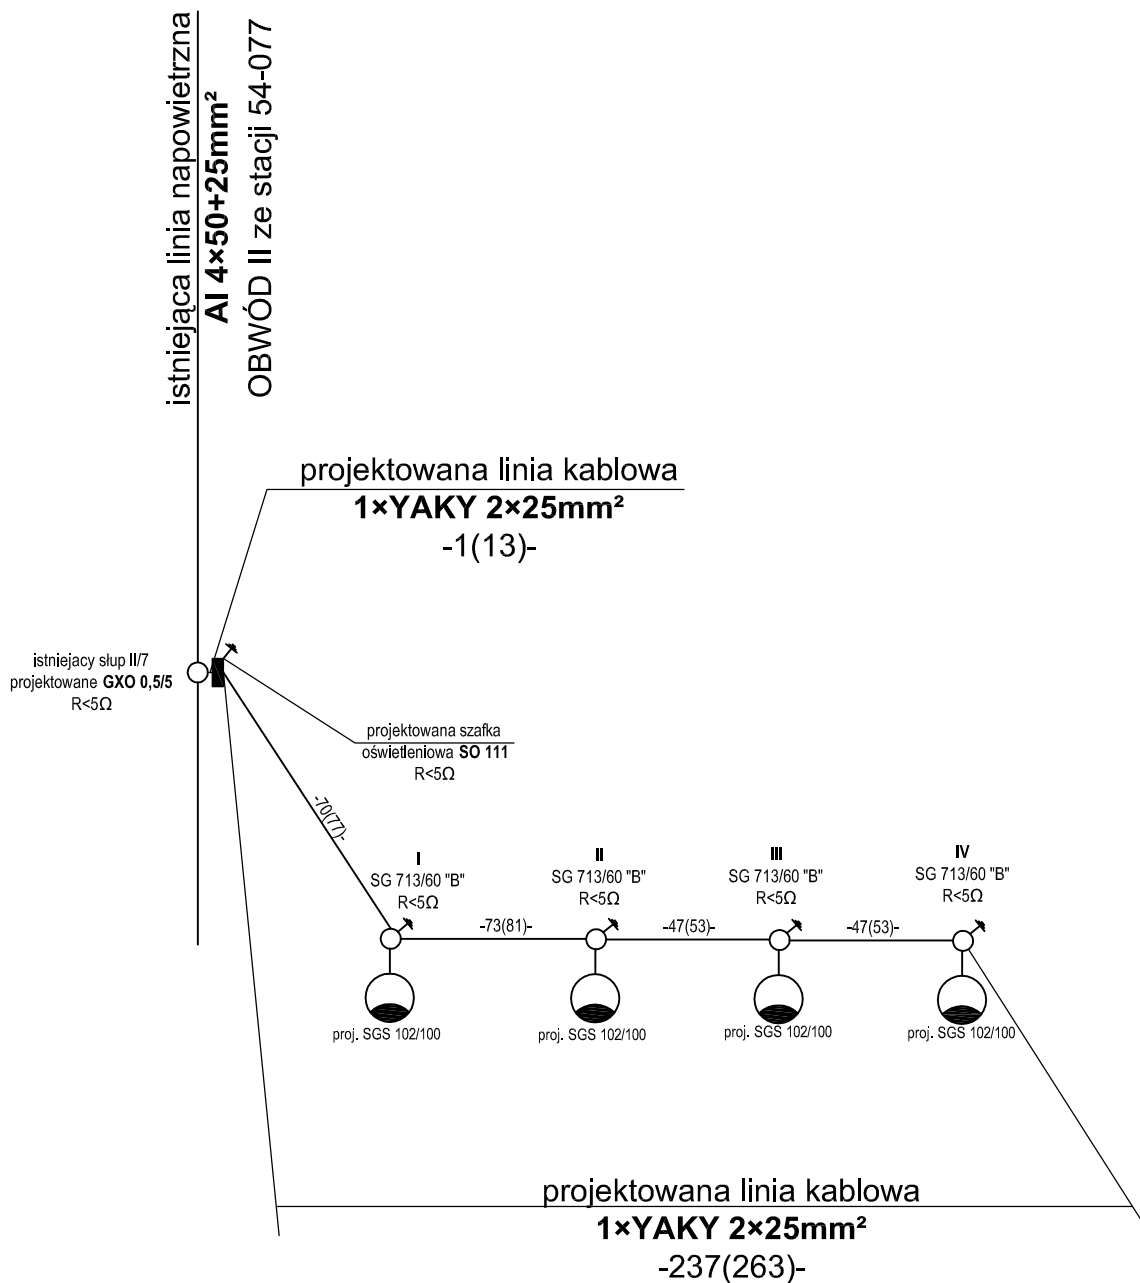 istniejąca linia napowietrzna
Al 4×50+25mm²
OBWÓD II ze stacji 54-077
projektowana linia kablowa
1×YAKY 2×25mm²
-1(13)-
istniejacy słup II/7
projektowane GXO 0,5/5
R<5Ω
projektowana szafka
oświetleniowa SO 111
R<5Ω
-70(77)-
I
SG 713/60 "B"
R<5Ω
II
SG 713/60 "B"
R<5Ω
III
SG 713/60 "B"
R<5Ω
IV
SG 713/60 "B"
R<5Ω
-73(81)-
-47(53)-
-47(53)-
proj. SGS 102/100
proj. SGS 102/100
proj. SGS 102/100
proj. SGS 102/100
projektowana linia kablowa
1×YAKY 2×25mm²
-237(263)-